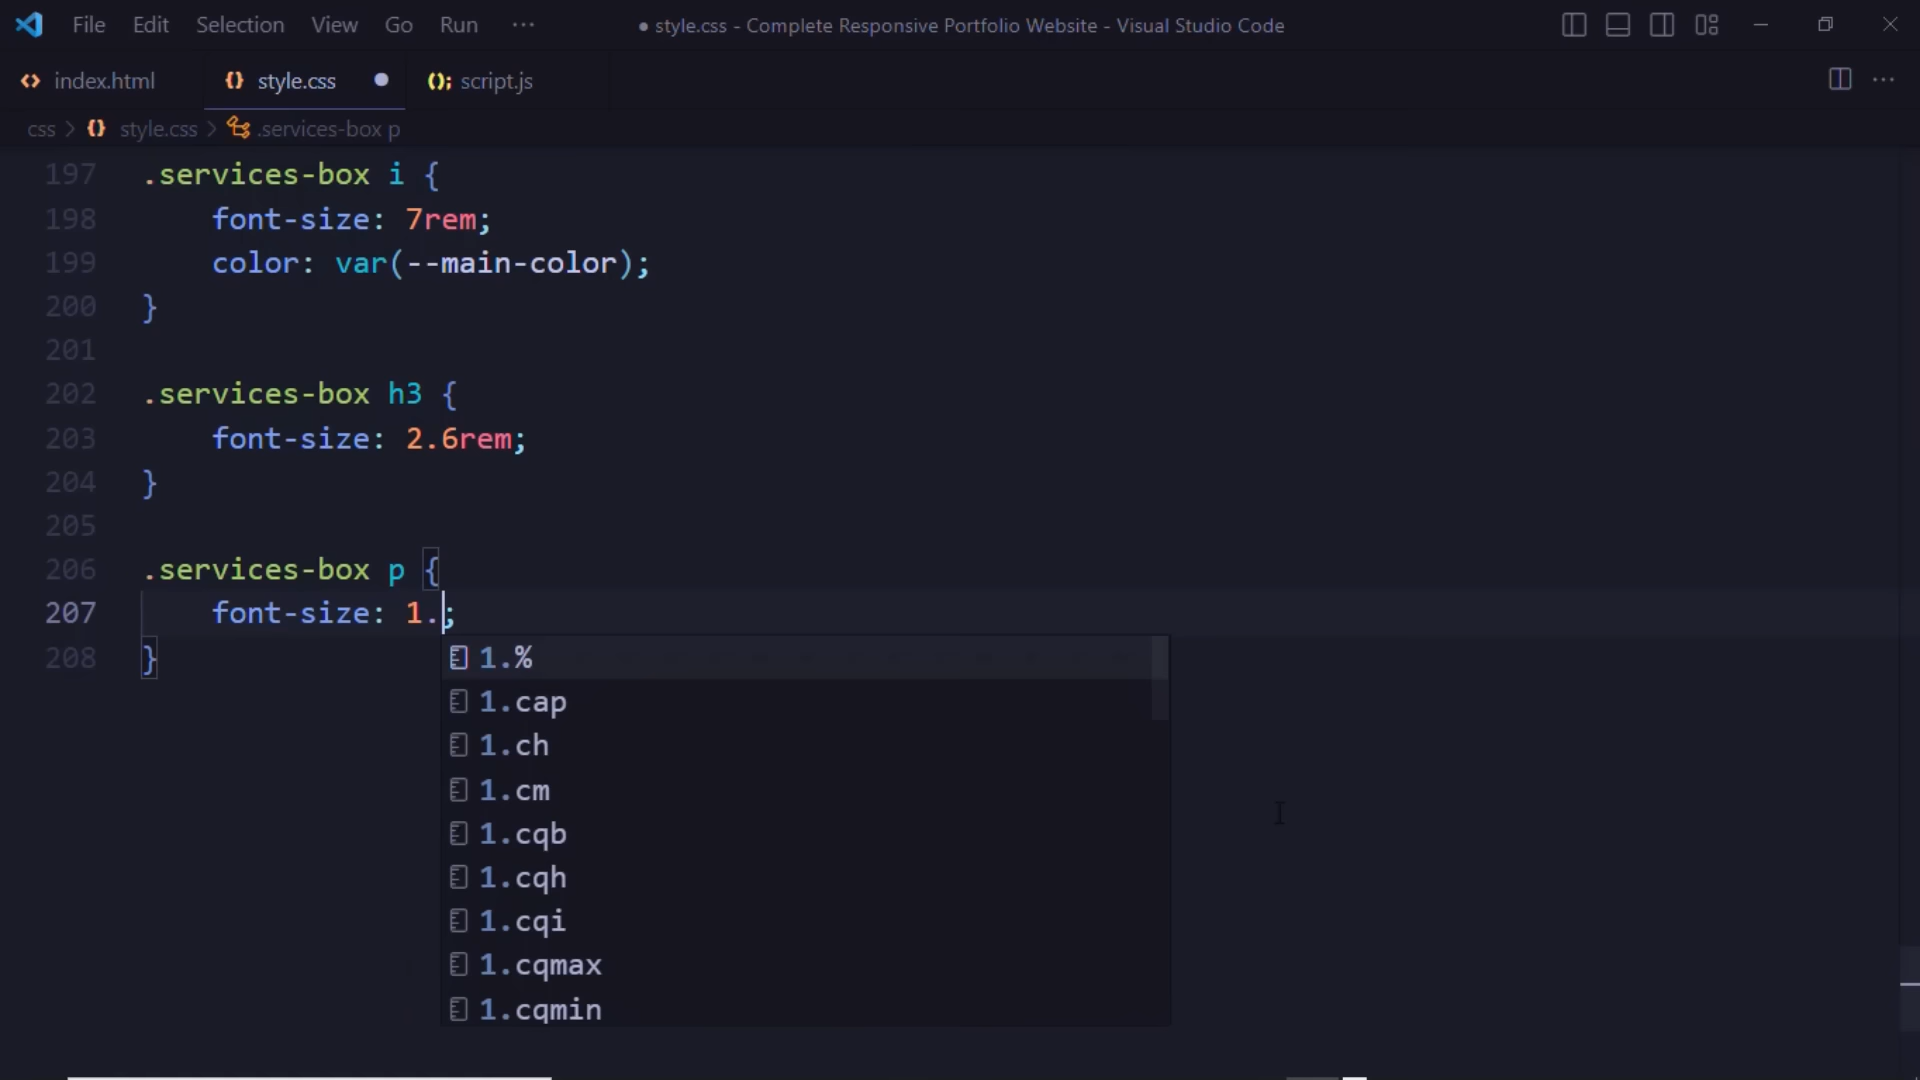 File Edit Selection View Go Run ··· ● style.css - Complete Responsive Portfolio Website - Visual Studio Code
index.html {} style.css ● (); script.js ···
css > {} style.css > .services-box p
197 .services-box i {
198 font-size: 7rem;
199 color: var(--main-color);
200 }
201
202 .services-box h3 {
203 font-size: 2.6rem;
204 }
205
206 .services-box p {
207 font-size: 1.;
208 }
1.%
1.cap
1.ch
1.cm
1.cqb
1.cqh
1.cqi
1.cqmax
1.cqmin